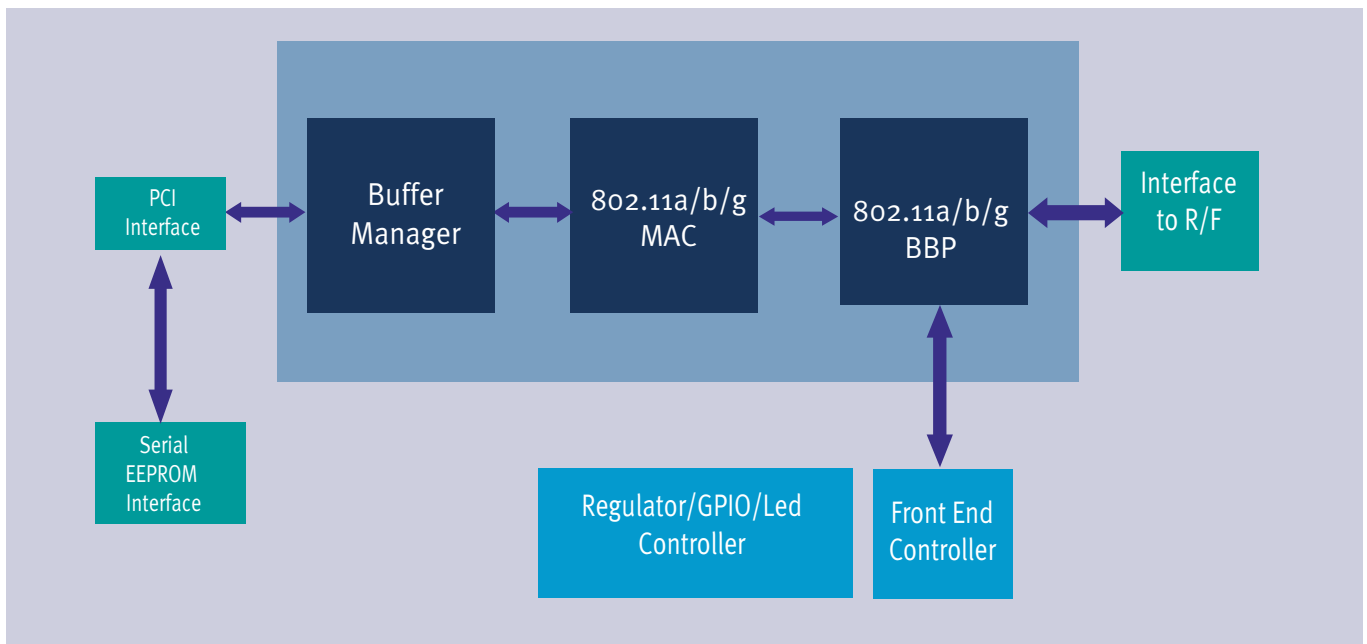 PCI
Interface
Buffer
Manager
802.11a/b/g
MAC
802.11a/b/g
BBP
Interface
to R/F
Serial
EEPROM
Interface
Regulator/GPIO/Led
Controller
Front End
Controller